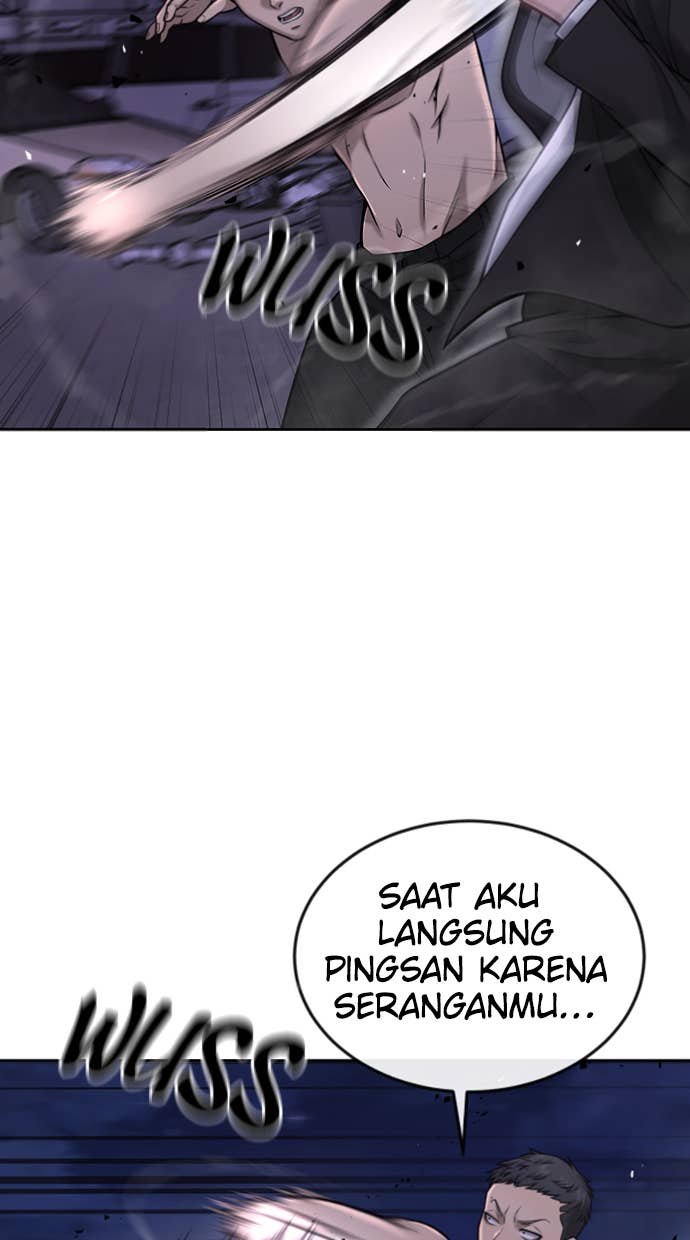 WUSS
SAAT AKU
LANGSUNG
PINGSAN KARENA
SERANGANMU...
WUSS